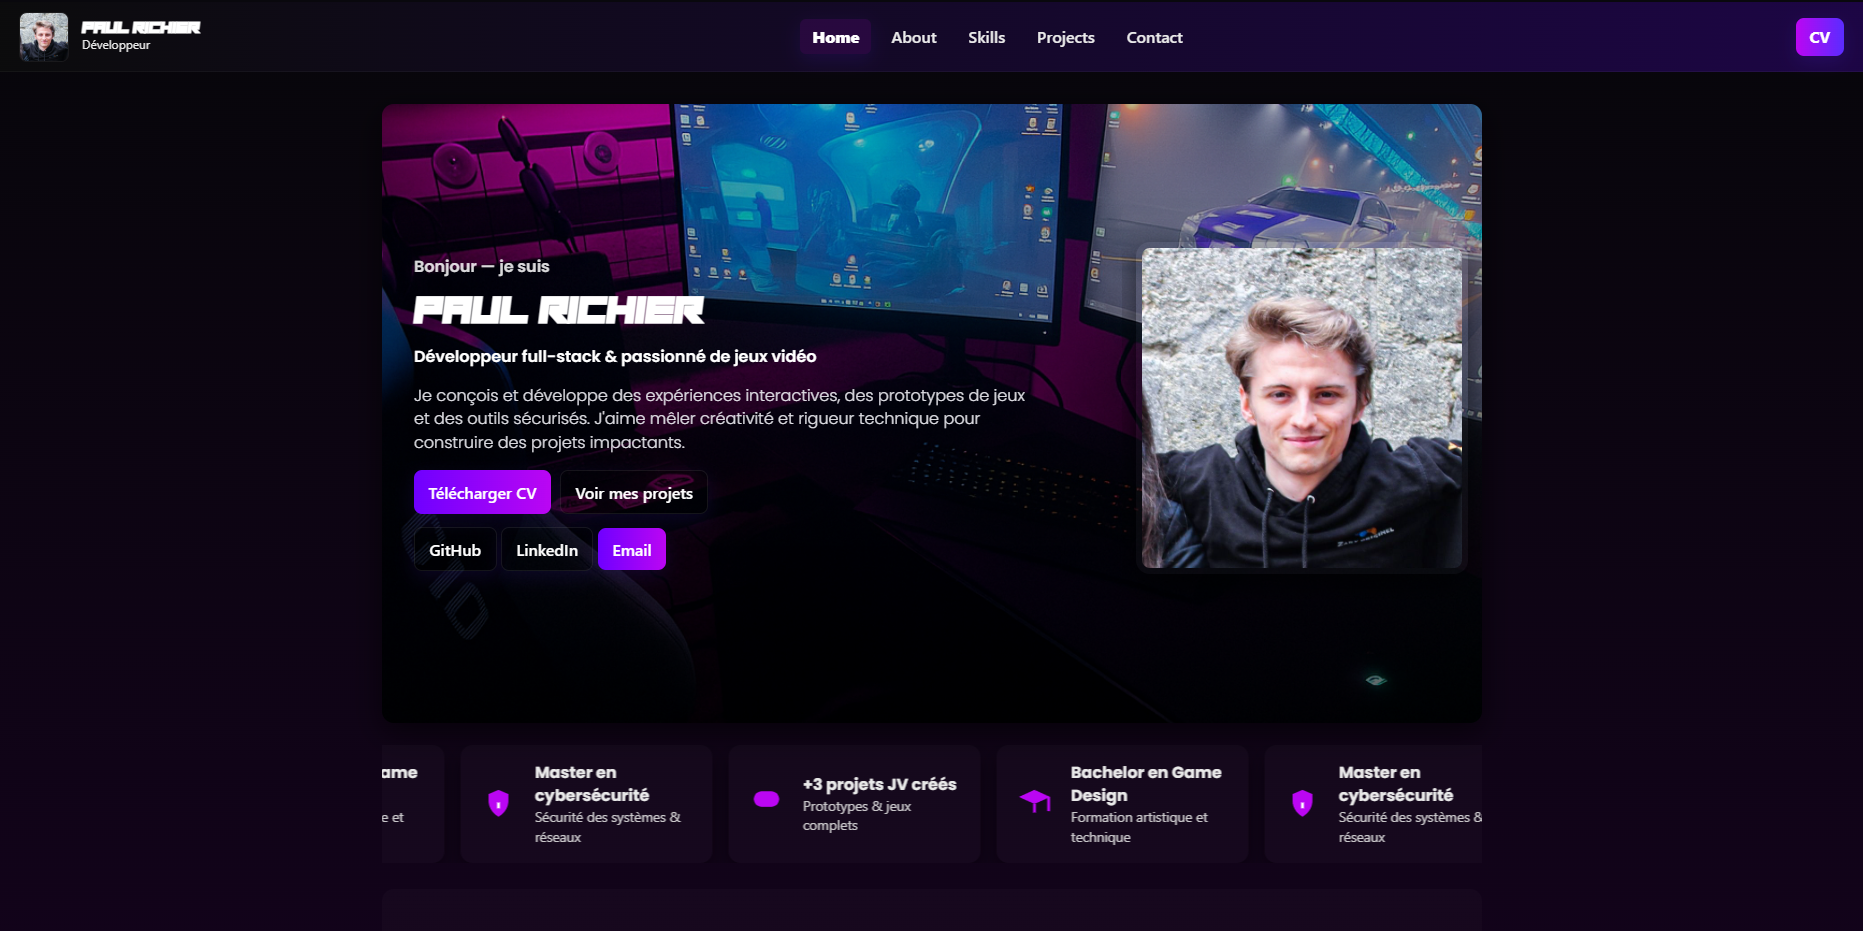 PAUL RICHIER
Développeur
Home
About
Skills
Projects
Contact
CV
Bonjour — je suis
PAUL RICHIER
Développeur full-stack & passionné de jeux vidéo
Je conçois et développe des expériences interactives, des prototypes de jeux
et des outils sécurisés. J'aime mêler créativité et rigueur technique pour
construire des projets impactants.
Télécharger CV
Voir mes projets
GitHub
LinkedIn
Email
ame
e et
Master en
cybersécurité
Sécurité des systèmes &
réseaux
+3 projets JV créés
Prototypes & jeux
complets
Bachelor en Game
Design
Formation artistique et
technique
Master en
cybersécurité
Sécurité des systèmes &
réseaux